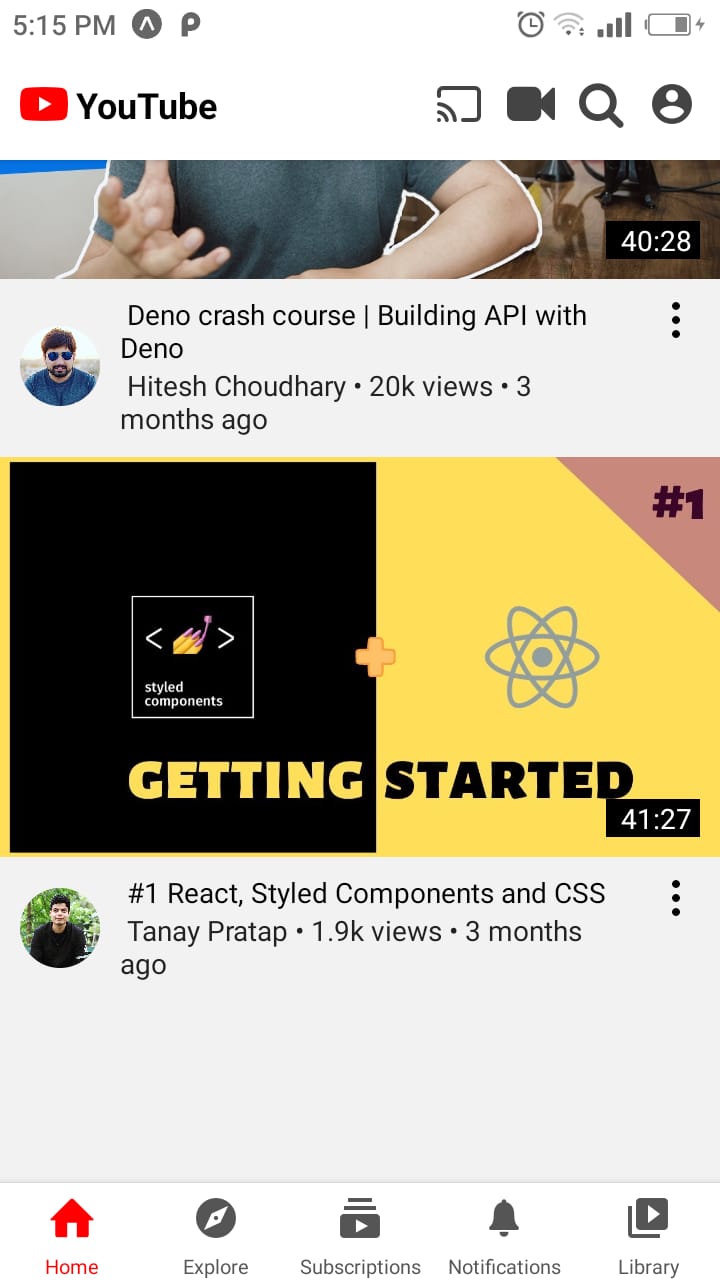 5:15 PM
YouTube
40:28
Deno crash course | Building API with
Deno
Hitesh Choudhary • 20k views • 3
months ago
#1
< >
styled
components
GETTING STARTED
41:27
#1 React, Styled Components and CSS
Tanay Pratap • 1.9k views • 3 months
ago
Home
Explore
Subscriptions
Notifications
Library